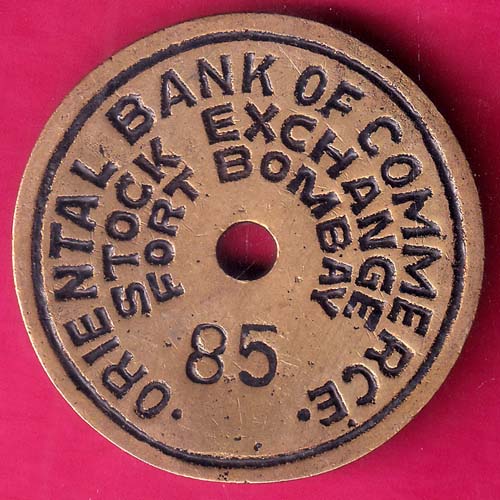 · ORIENTAL BANK OF COMMERCE ·
STOCK EXCHANGE
FORT BOMBAY
85